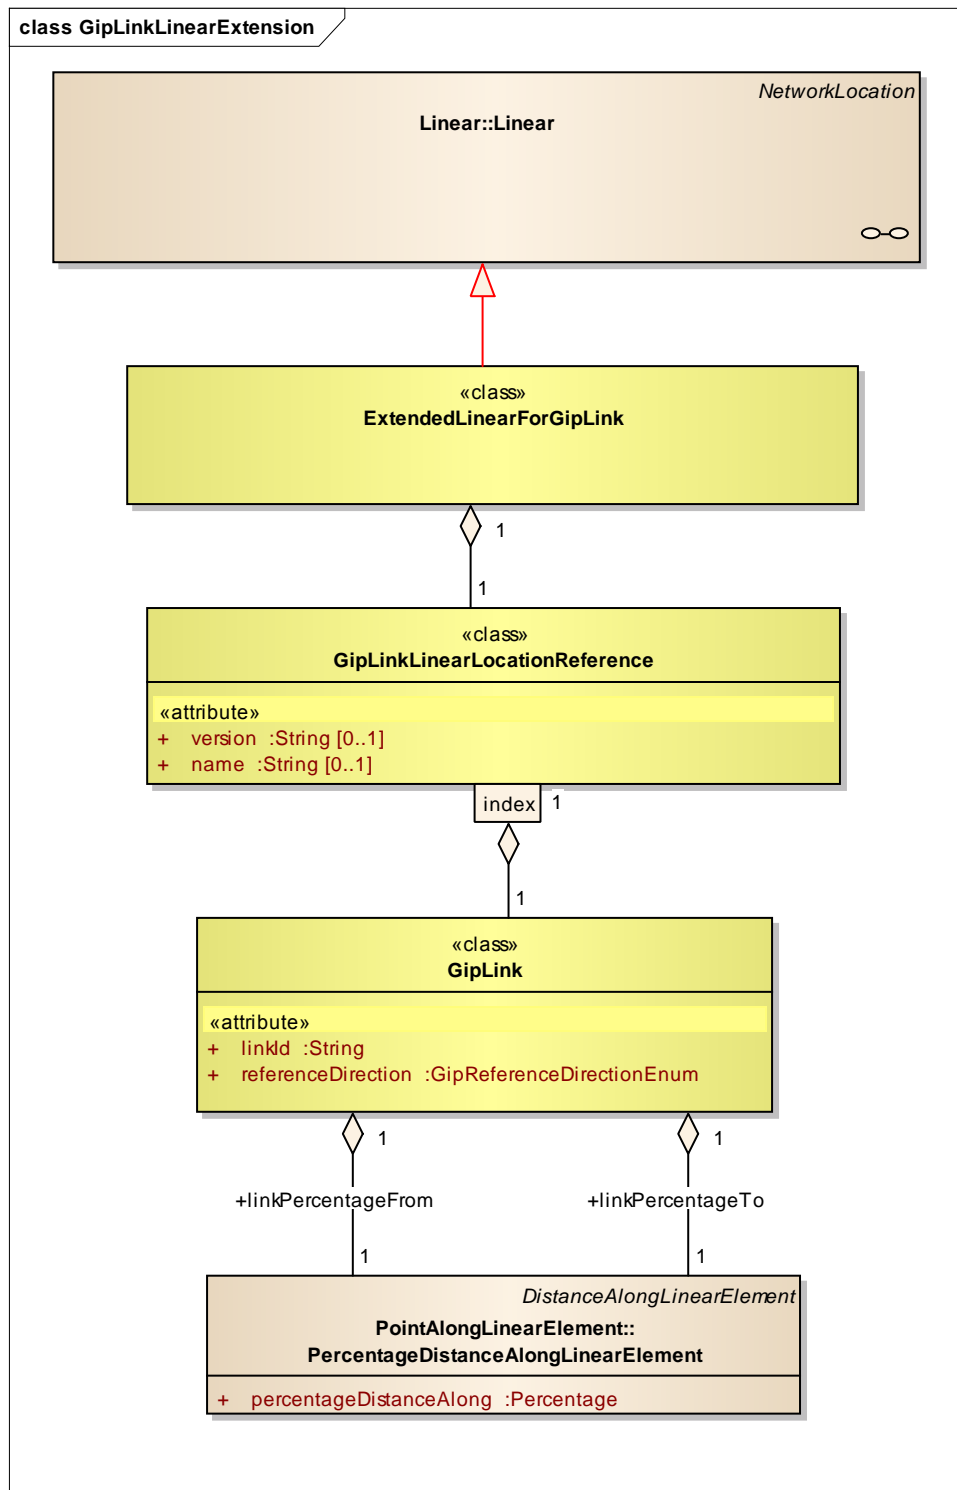 class GipLinkLinearExtension
NetworkLocation
Linear::Linear
«class»
ExtendedLinearForGipLink
1
1
«class»
GipLinkLinearLocationReference
«attribute»
+ version :String [0..1]
+ name :String [0..1]
index 1
1
«class»
GipLink
«attribute»
+ linkId :String
+ referenceDirection :GipReferenceDirectionEnum
1 1
+linkPercentageFrom +linkPercentageTo
1 1
DistanceAlongLinearElement
PointAlongLinearElement::
PercentageDistanceAlongLinearElement
+ percentageDistanceAlong :Percentage